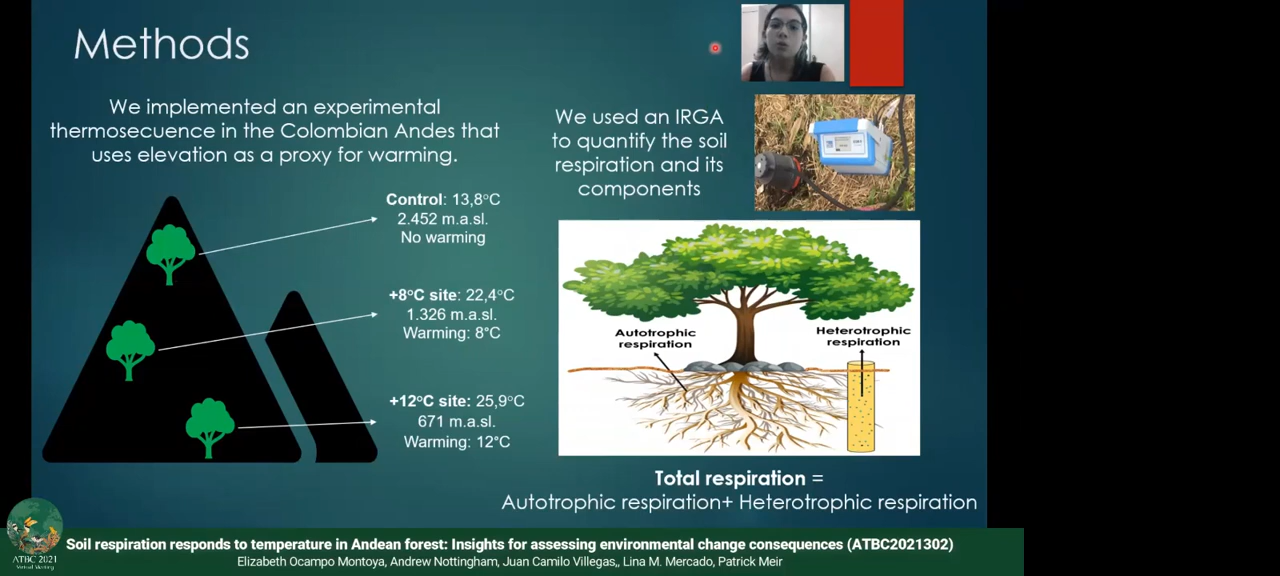 Methods
We implemented an experimental
thermosecuence in the Colombian Andes that
uses elevation as a proxy for warming.
Control: 13,8°C
2.452 m.a.sl.
No warming
+8°C site: 22,4°C
1.326 m.a.sl.
Warming: 8°C
+12°C site: 25,9°C
671 m.a.sl.
Warming: 12°C
We used an IRGA
to quantify the soil
respiration and its
components
Autotrophic
respiration
Heterotrophic
respiration
Total respiration =
Autotrophic respiration+ Heterotrophic respiration
ATBC 2021
Virtual Meeting
Soil respiration responds to temperature in Andean forest: Insights for assessing environmental change consequences (ATBC2021302)
Elizabeth Ocampo Montoya, Andrew Nottingham, Juan Camilo Villegas,, Lina M. Mercado, Patrick Meir